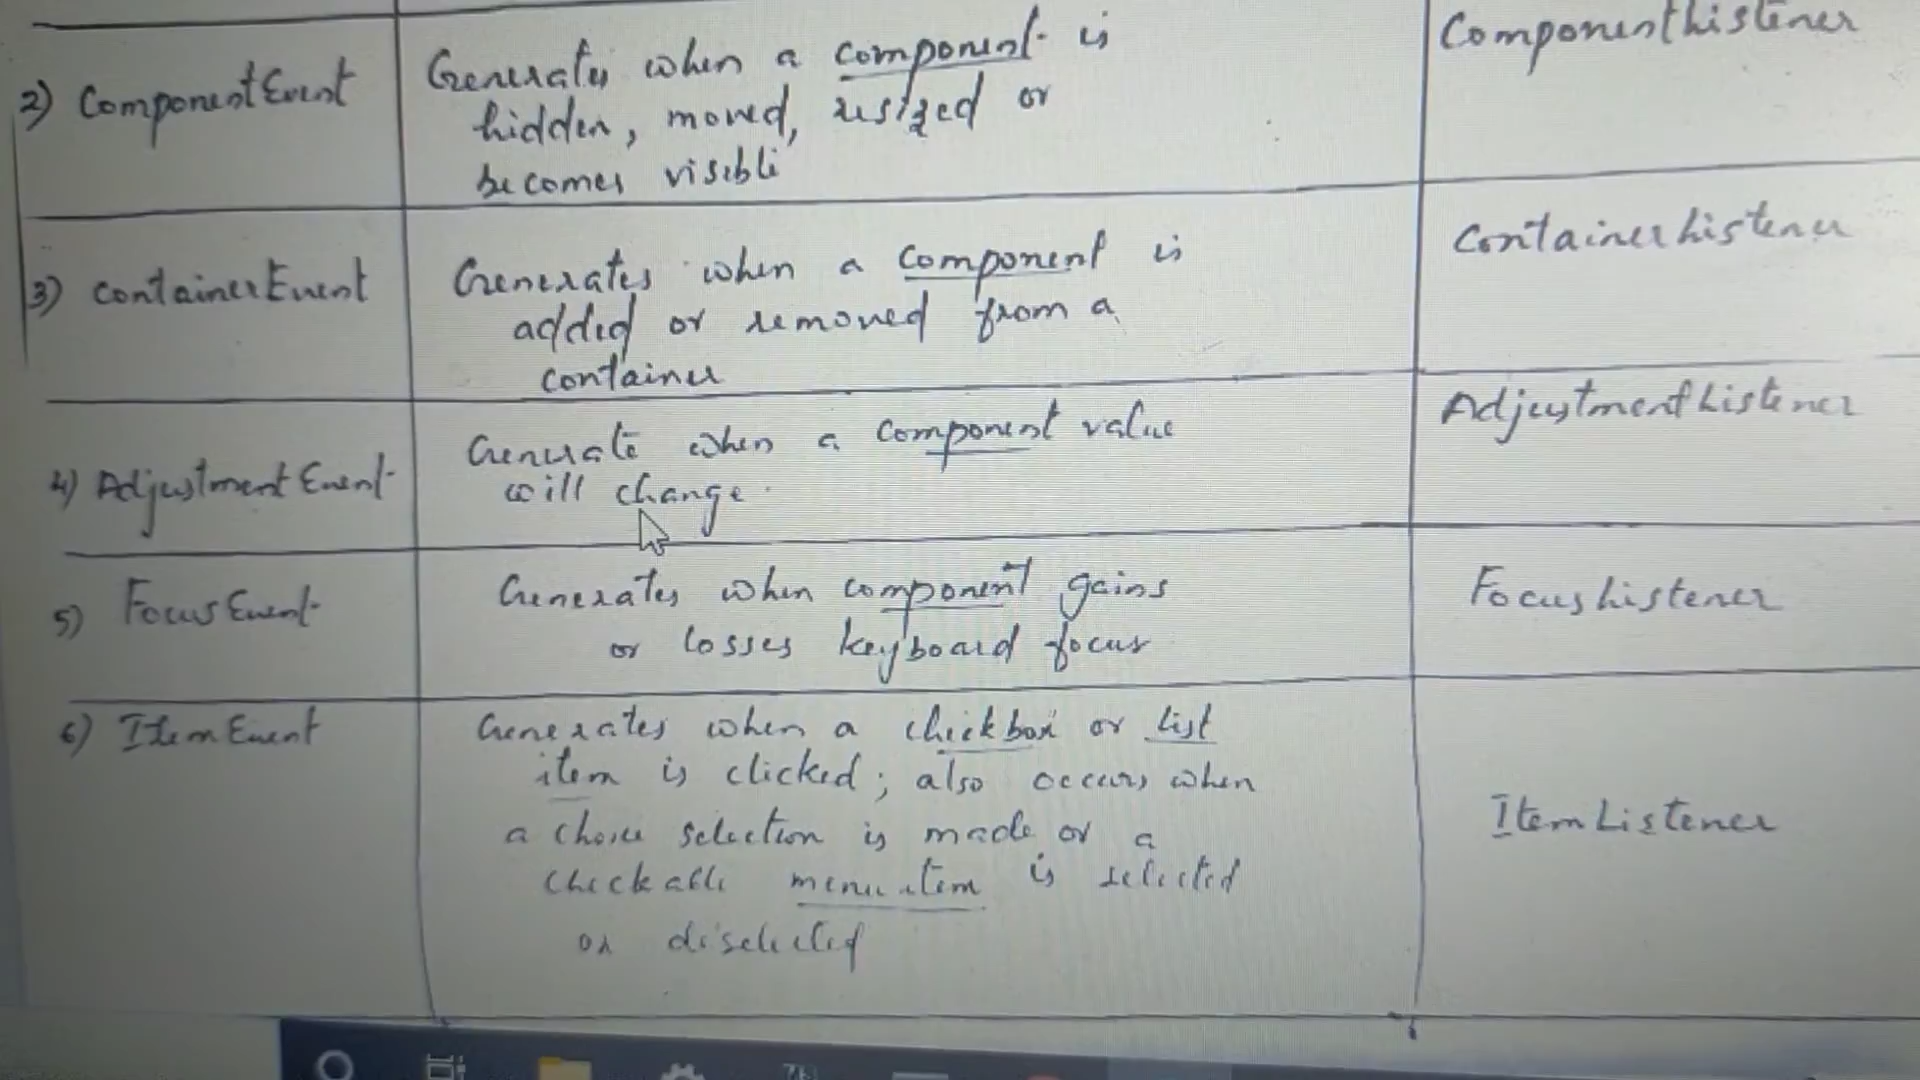 2) ComponentEvent
Generates when a component is
hidden, moved, resized or
becomes visible
ComponentListener
3) ContainerEvent
Generates when a component is
added or removed from a
container
ContainerListener
4) AdjustmentEvent
Generate when a component value
will change.
AdjustmentListener
5) FocusEvent
Generates when component gains
or losses keyboard focus
FocusListener
6) ItemEvent
Generates when a checkbox or list
item is clicked; also occurs when
a choice selection is made or a
checkable menu item is selected
or diselected
ItemListener